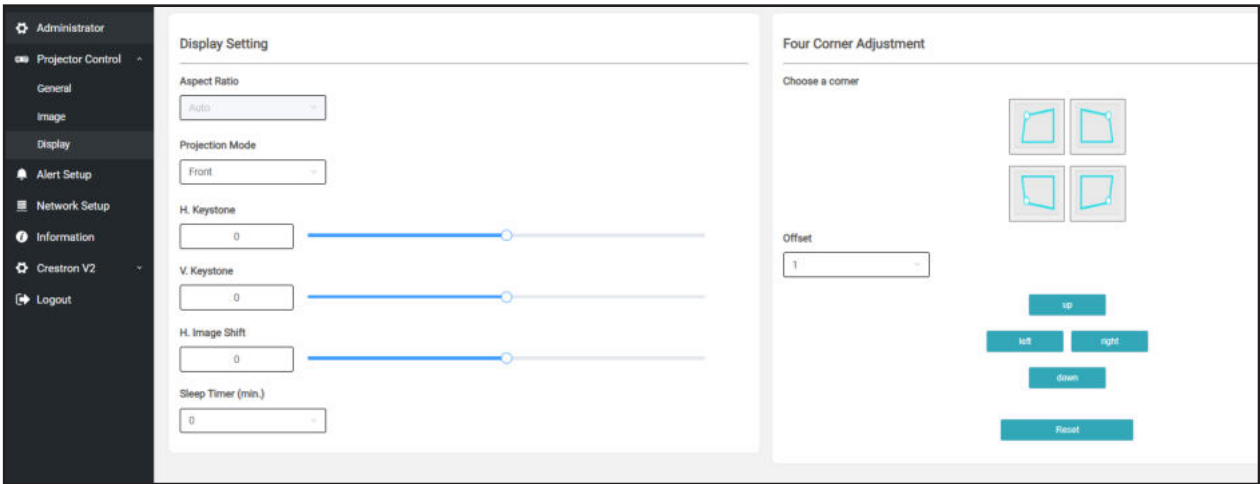 Administrator
Projector Control
General
Image
Display
Alert Setup
Network Setup
Information
Crestron V2
Logout
Display Setting
Aspect Ratio
Auto
Projection Mode
Front
H. Keystone
0
V. Keystone
0
H. Image Shift
0
Sleep Timer (min.)
0
Four Corner Adjustment
Choose a corner
Offset
1
up
left right
down
Reset